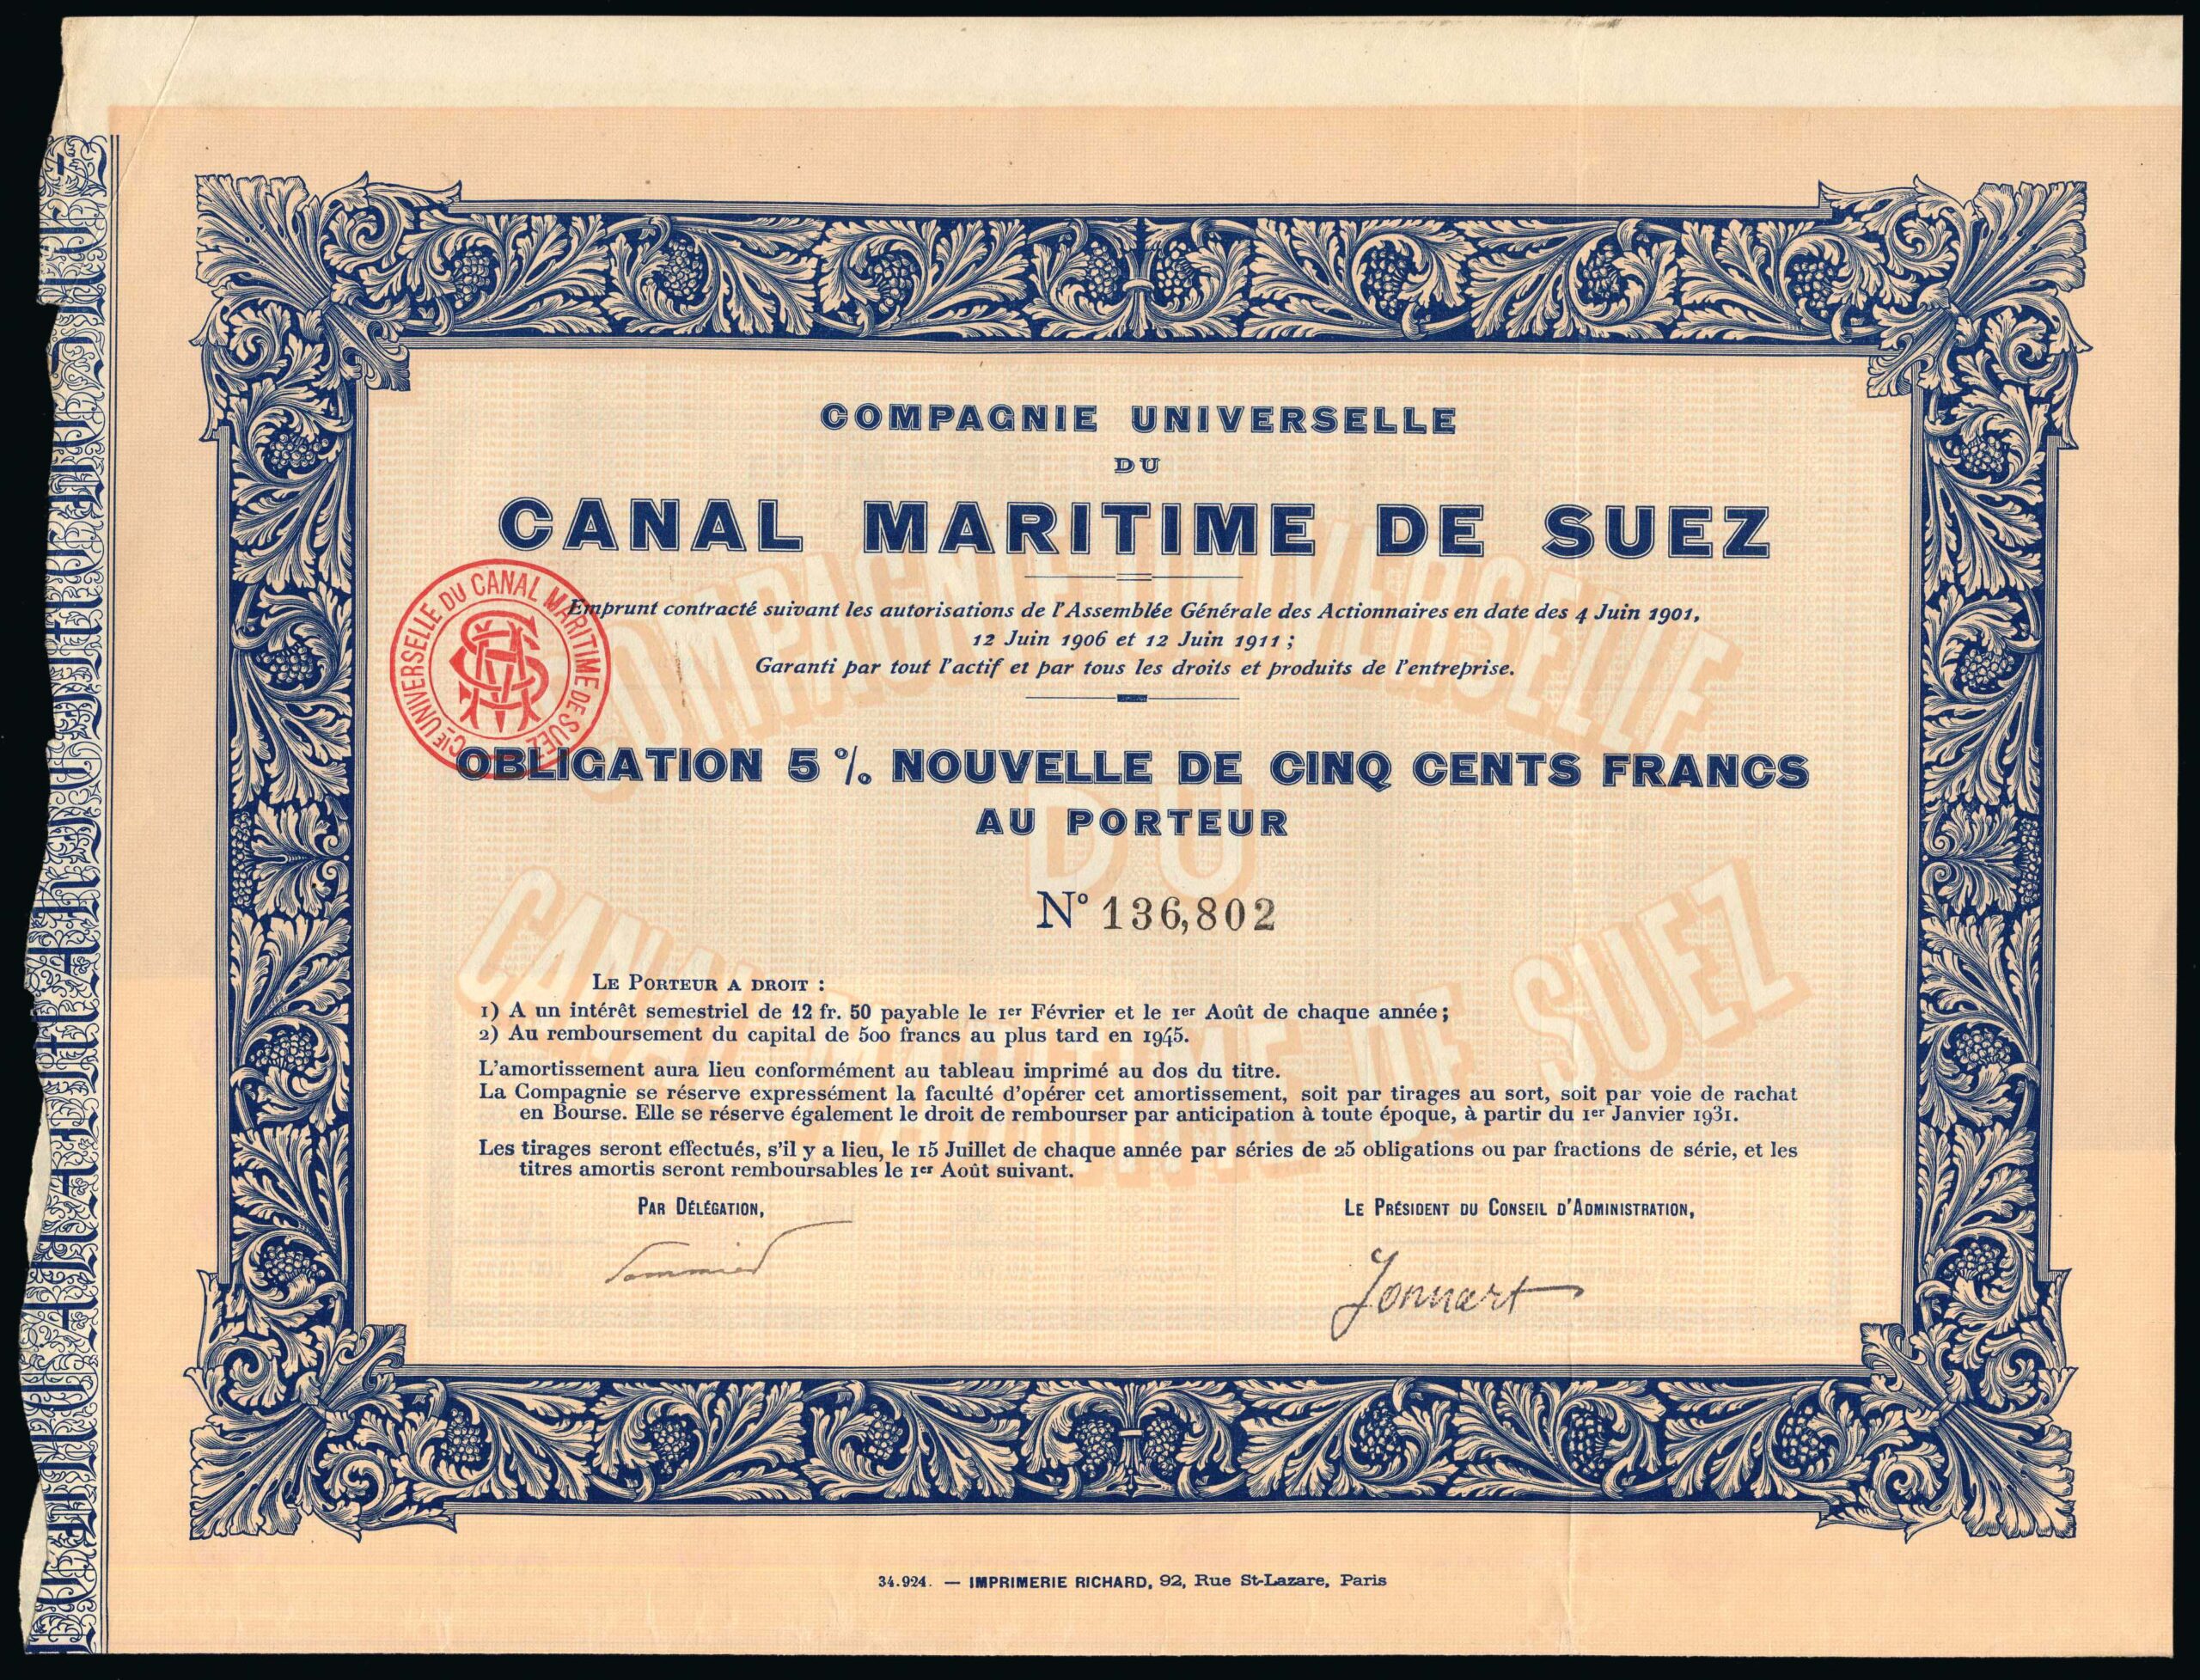 COMPAGNIE UNIVERSELLE
DU
CANAL MARITIME DE SUEZ
Emprunt contracté suivant les autorisations de l'Assemblée Générale des Actionnaires en date des 4 Juin 1901,
12 Juin 1906 et 12 Juin 1911 ;
Garanti par tout l'actif et par tous les droits et produits de l'entreprise.
CIE UNIVERSELLE DU CANAL MARITIME DE SUEZ
OBLIGATION 5 % NOUVELLE DE CINQ CENTS FRANCS
AU PORTEUR
COMPAGNIE UNIVERSELLE
DU
CANAL MARITIME DE SUEZ
N° 136,802
LE PORTEUR A DROIT :
1) A un intérêt semestriel de 12 fr. 50 payable le 1er Février et le 1er Août de chaque année ;
2) Au remboursement du capital de 500 francs au plus tard en 1945.
L'amortissement aura lieu conformément au tableau imprimé au dos du titre.
La Compagnie se réserve expressément la faculté d'opérer cet amortissement, soit par tirages au sort, soit par voie de rachat
en Bourse. Elle se réserve également le droit de rembourser par anticipation à toute époque, à partir du 1er Janvier 1931.
Les tirages seront effectués, s'il y a lieu, le 15 Juillet de chaque année par séries de 25 obligations ou par fractions de série, et les
titres amortis seront remboursables le 1er Août suivant.
PAR DÉLÉGATION,
LE PRÉSIDENT DU CONSEIL D'ADMINISTRATION,
Jonnart
34.924. — IMPRIMERIE RICHARD, 92, Rue St-Lazare, Paris